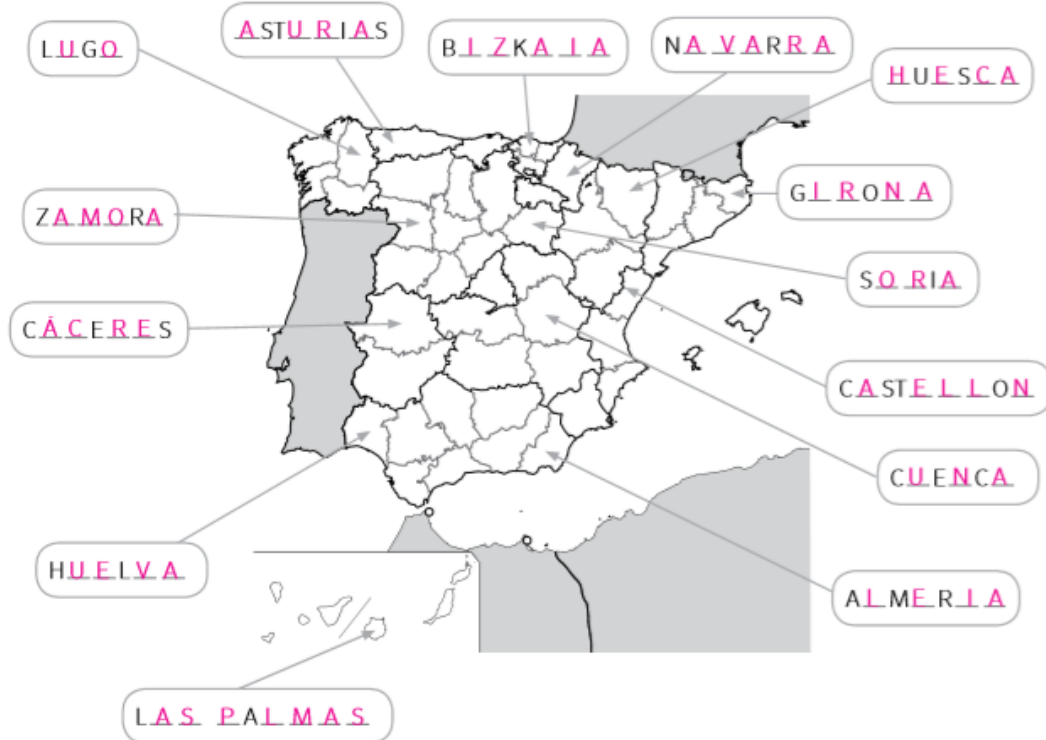 LUGO
ASTURIAS
BIZKAIA
NAVARRA
HUESCA
ZAMORA
GIRONA
SORIA
CÁCERES
CASTELLON
CUENCA
HUELVA
ALMERIA
LAS PALMAS